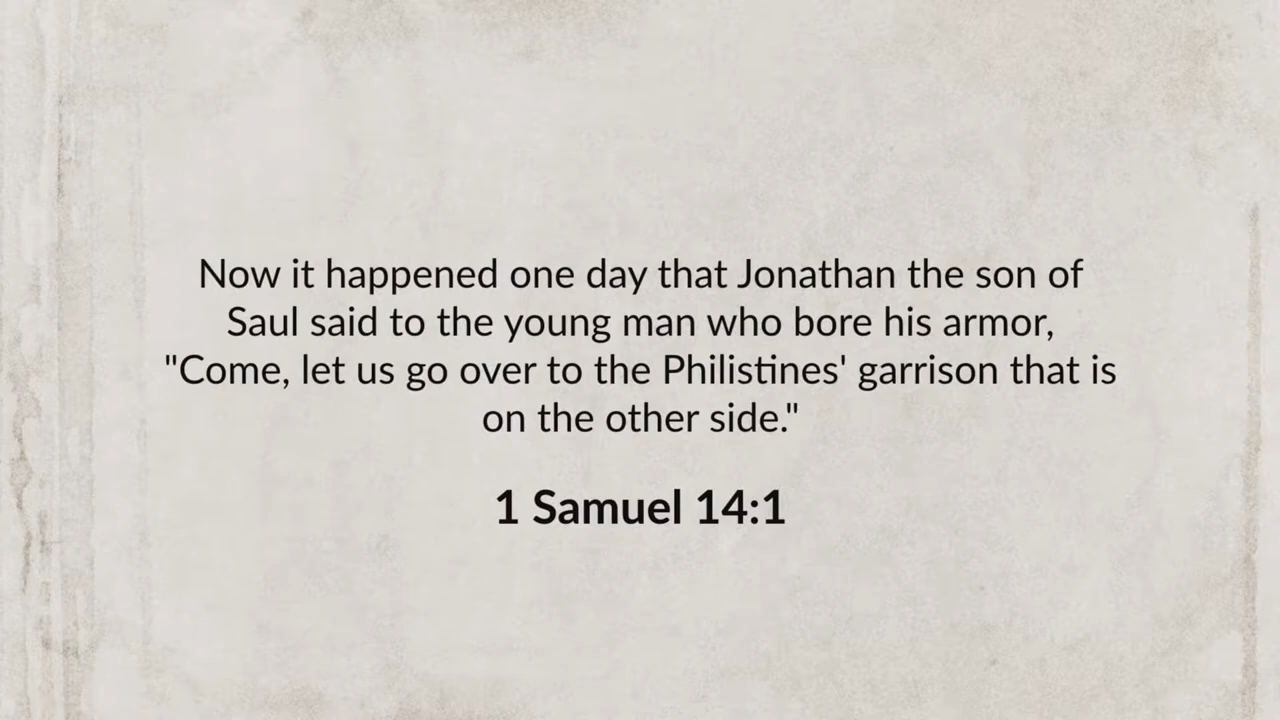 Now it happened one day that Jonathan the son of
Saul said to the young man who bore his armor,
"Come, let us go over to the Philistines' garrison that is
on the other side."
1 Samuel 14:1